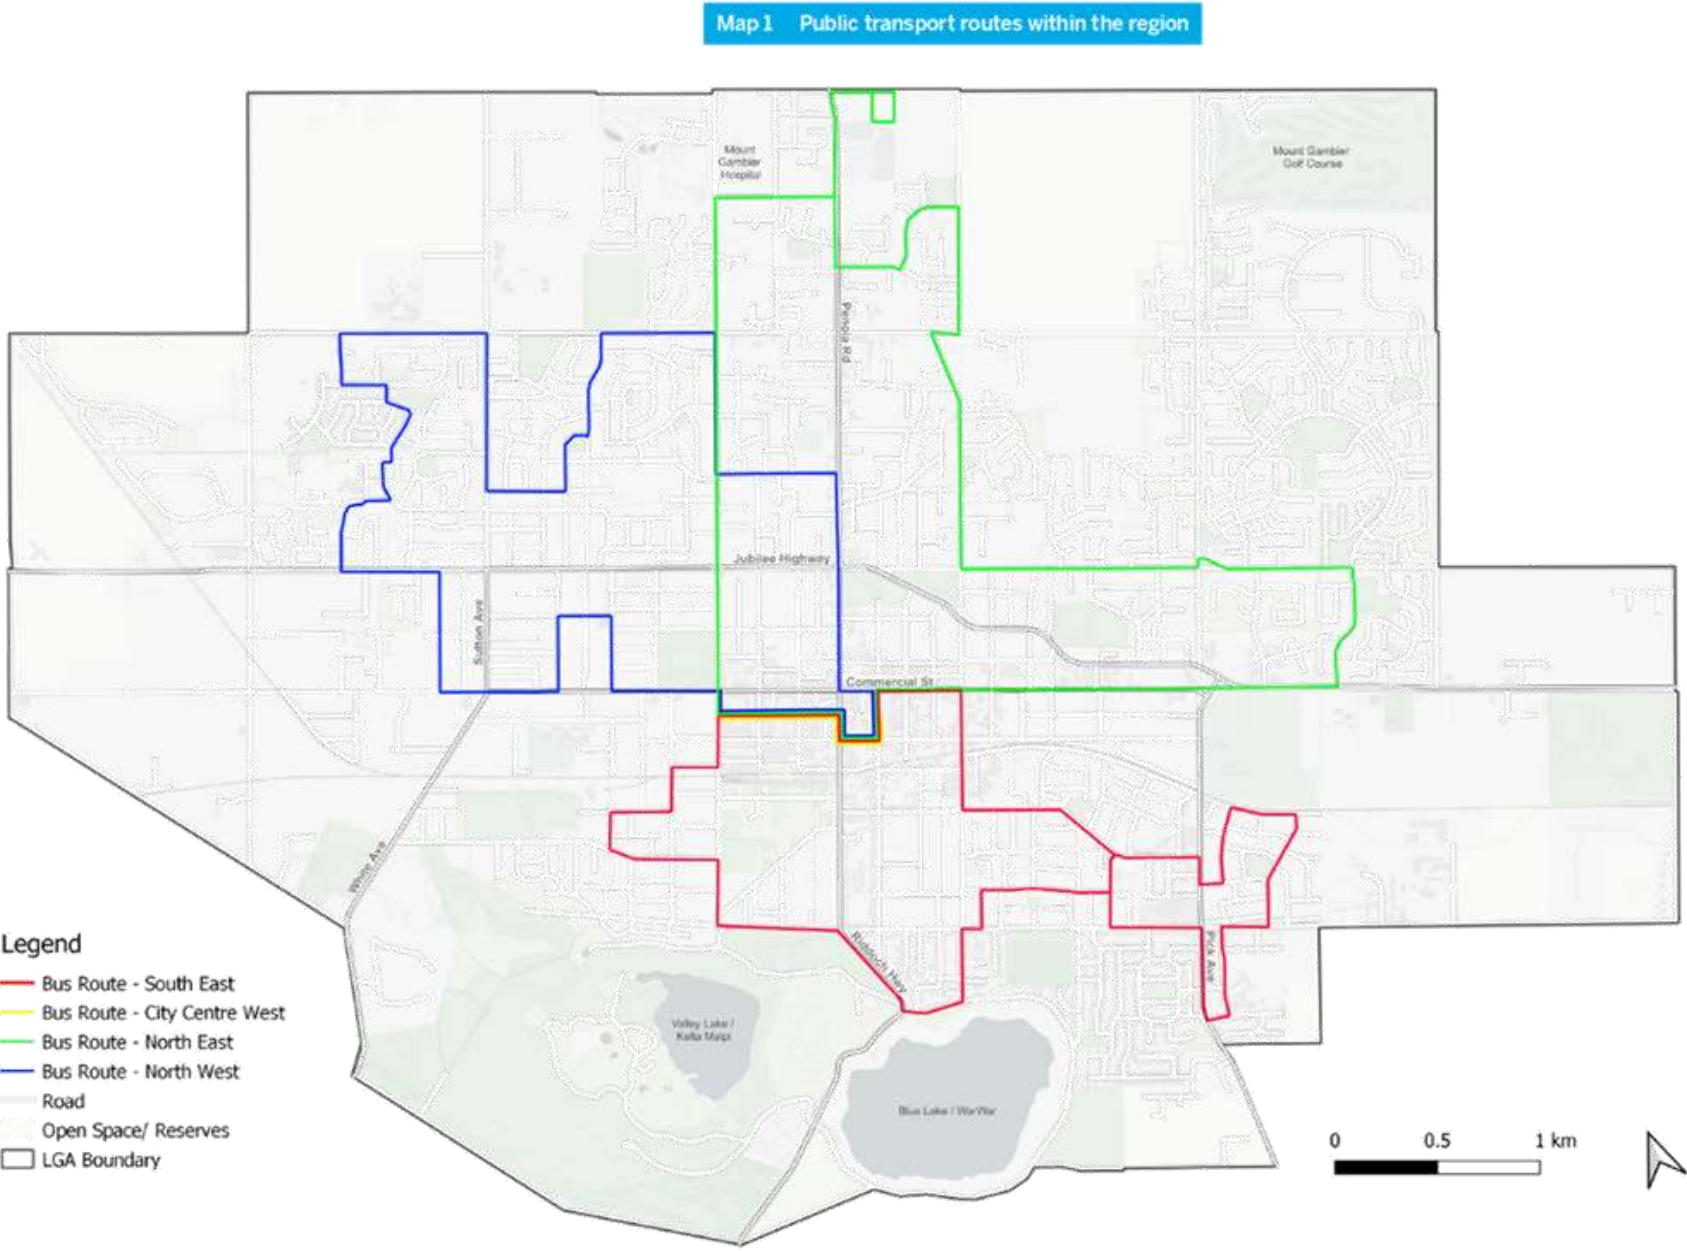 Map 1 Public transport routes within the region
Mount
Gambier
Hospital
Mount Gambier
Golf Course
Penola Rd
Jubilee Highway
Sutton Ave
Commercial St
White Ave
Riddoch Hwy
Pick Ave
Valley Lake /
Blue Lake / WarWar
Legend
Bus Route - South East
Bus Route - City Centre West
Bus Route - North East
Bus Route - North West
Road
Open Space/ Reserves
LGA Boundary
0 0.5 1 km